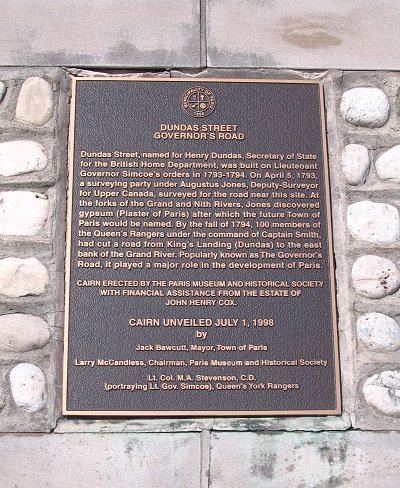 DUNDAS STREET
GOVERNOR'S ROAD
Dundas Street, named for Henry Dundas, Secretary of State
for the British Home Department, was built on Lieutenant
Governor Simcoe's orders in 1793-1794. On April 5, 1793,
a surveying party under Augustus Jones, Deputy-Surveyor
for Upper Canada, surveyed for the road near this site. At
the forks of the Grand and Nith Rivers, Jones discovered
gypsum (Plaster of Paris) after which the future Town of
Paris would be named. By the fall of 1794, 100 members of
the Queen's Rangers under the command of Captain Smith,
had cut a road from King's Landing (Dundas) to the east
bank of the Grand River. Popularly known as The Governor's
Road, it played a major role in the development of Paris.
CAIRN ERECTED BY THE PARIS MUSEUM AND HISTORICAL SOCIETY
WITH FINANCIAL ASSISTANCE FROM THE ESTATE OF
JOHN HENRY COX.
CAIRN UNVEILED JULY 1, 1998
by
Jack Bawcutt, Mayor, Town of Paris
Larry McCandless, Chairman, Paris Museum and Historical Society
Lt. Col. M.A. Stevenson, C.D.
(portraying Lt. Gov. Simcoe), Queen's York Rangers